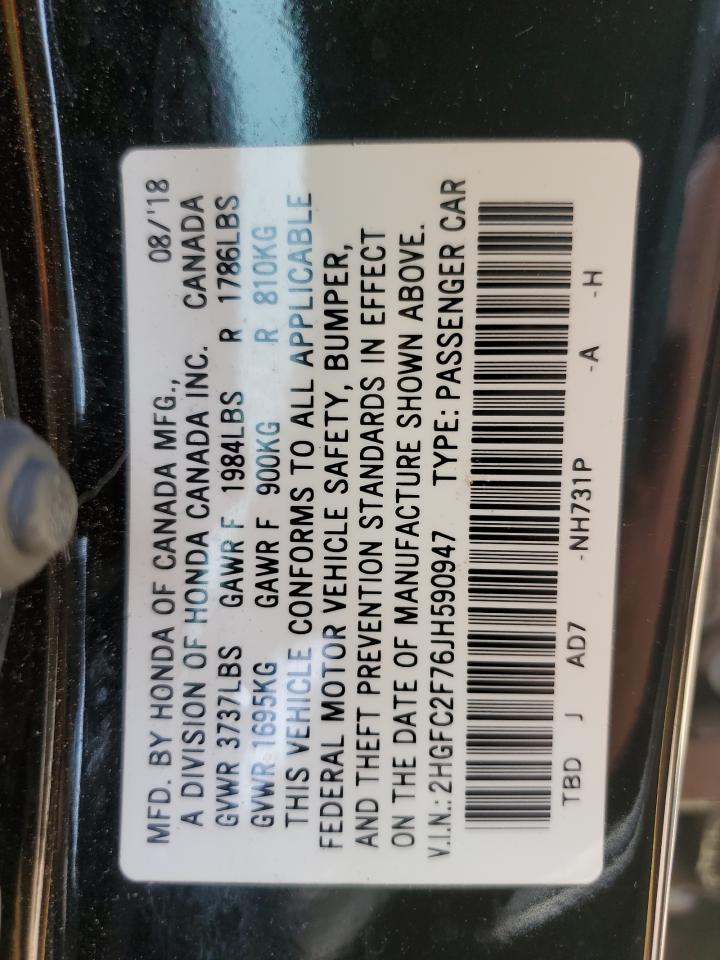 MFD. BY HONDA OF CANADA MFG., 08/'18
A DIVISION OF HONDA CANADA INC. CANADA
GVWR 3737LBS GAWR F 1984LBS R 1786LBS
GVWR 1695KG GAWR F 900KG R 810KG
THIS VEHICLE CONFORMS TO ALL APPLICABLE
FEDERAL MOTOR VEHICLE SAFETY, BUMPER,
AND THEFT PREVENTION STANDARDS IN EFFECT
ON THE DATE OF MANUFACTURE SHOWN ABOVE.
V.I.N.: 2HGFC2F76JH590947 TYPE: PASSENGER CAR
TBD J AD7 -NH731P -A -H